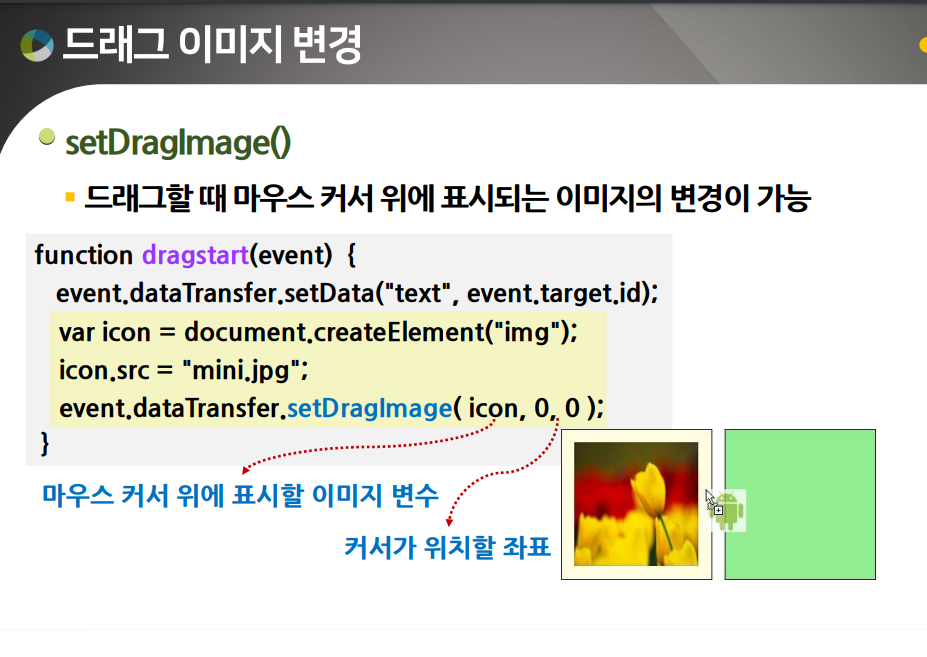 드래그 이미지 변경
setDragImage()
드래그할 때 마우스 커서 위에 표시되는 이미지의 변경이 가능
function dragstart(event) {
event.dataTransfer.setData("text", event.target.id);
var icon = document.createElement("img");
icon.src = "mini.jpg";
event.dataTransfer.setDragImage( icon, 0, 0 );
}
마우스 커서 위에 표시할 이미지 변수
커서가 위치할 좌표